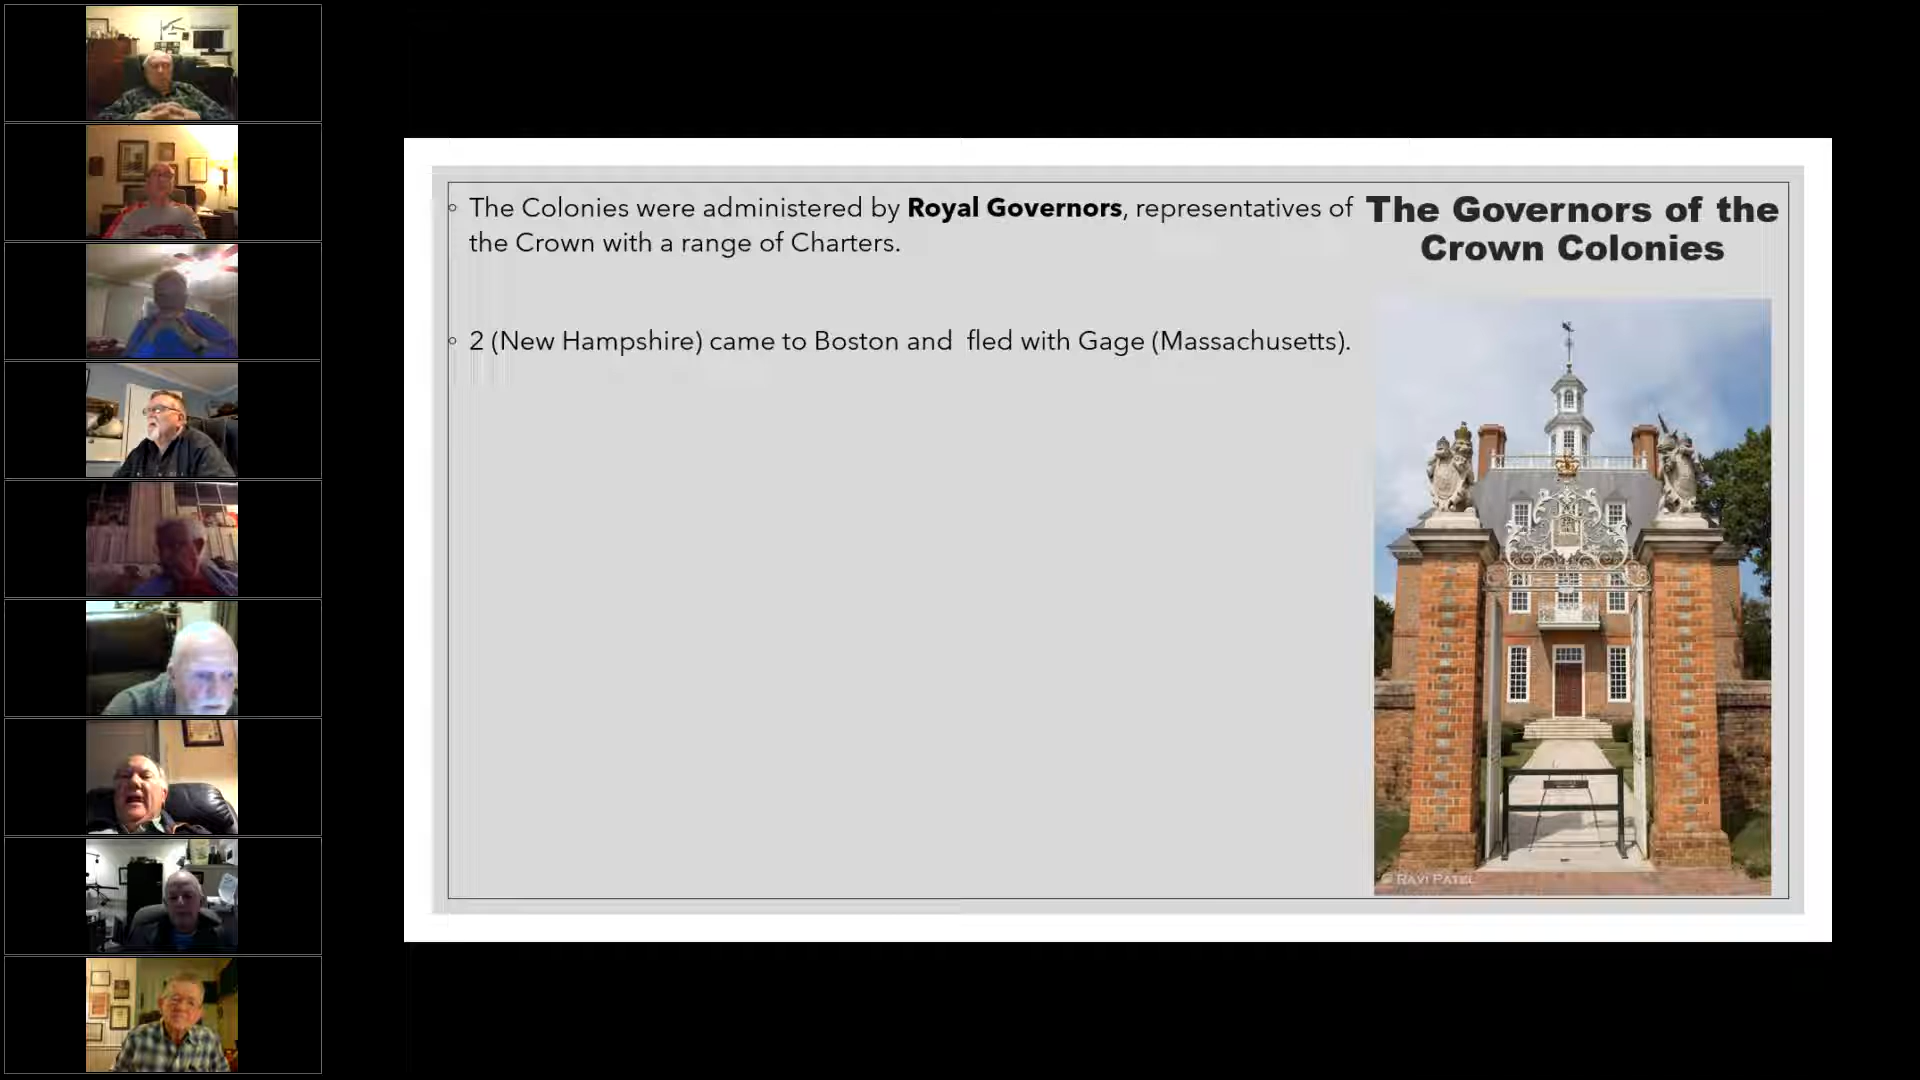 The Colonies were administered by Royal Governors, representatives of
the Crown with a range of Charters.
2 (New Hampshire) came to Boston and fled with Gage (Massachusetts).
The Governors of the
Crown Colonies
© RAVI PATEL